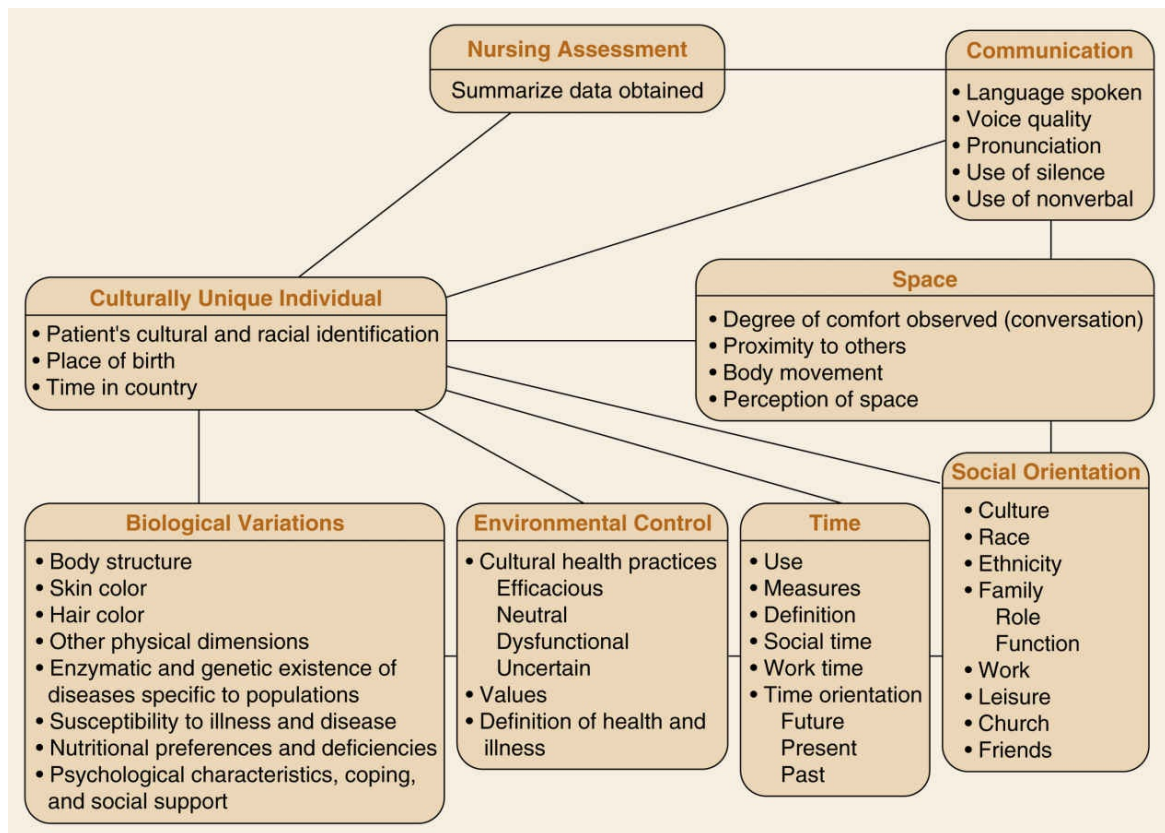 Nursing Assessment
Summarize data obtained
Communication
• Language spoken
• Voice quality
• Pronunciation
• Use of silence
• Use of nonverbal
Culturally Unique Individual
• Patient's cultural and racial identification
• Place of birth
• Time in country
Space
• Degree of comfort observed (conversation)
• Proximity to others
• Body movement
• Perception of space
Biological Variations
• Body structure
• Skin color
• Hair color
• Other physical dimensions
• Enzymatic and genetic existence of
diseases specific to populations
• Susceptibility to illness and disease
• Nutritional preferences and deficiencies
• Psychological characteristics, coping,
and social support
Environmental Control
• Cultural health practices
Efficacious
Neutral
Dysfunctional
Uncertain
• Values
• Definition of health and
illness
Time
• Use
• Measures
• Definition
• Social time
• Work time
• Time orientation
Future
Present
Past
Social Orientation
• Culture
• Race
• Ethnicity
• Family
Role
Function
• Work
• Leisure
• Church
• Friends